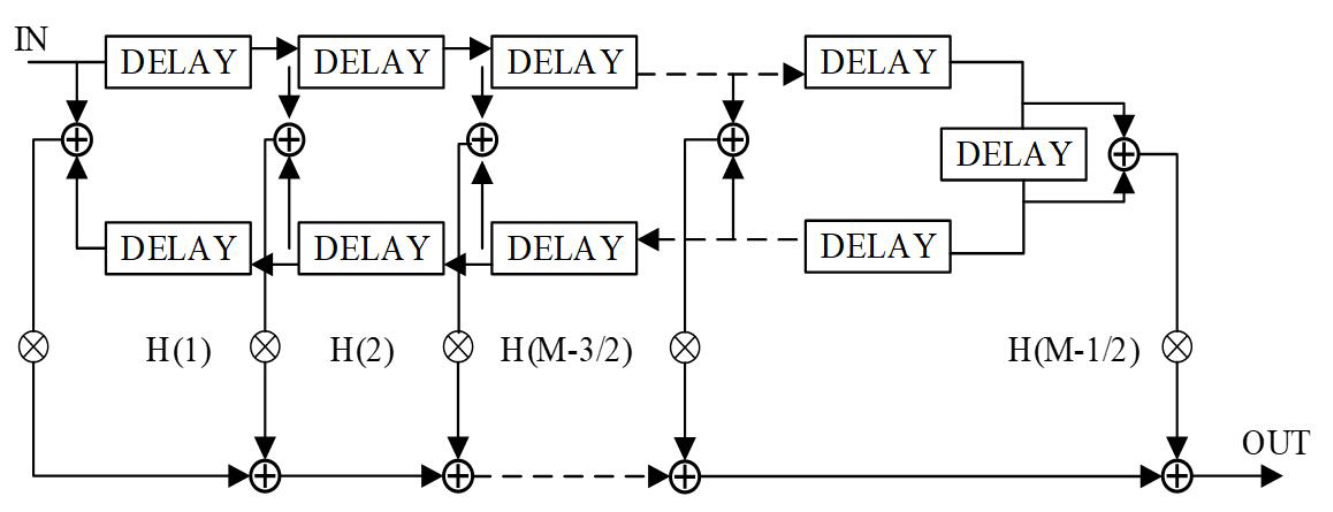 IN
DELAY DELAY DELAY DELAY
DELAY
DELAY DELAY DELAY DELAY
H(1) H(2) H(M-3/2) H(M-1/2)
OUT